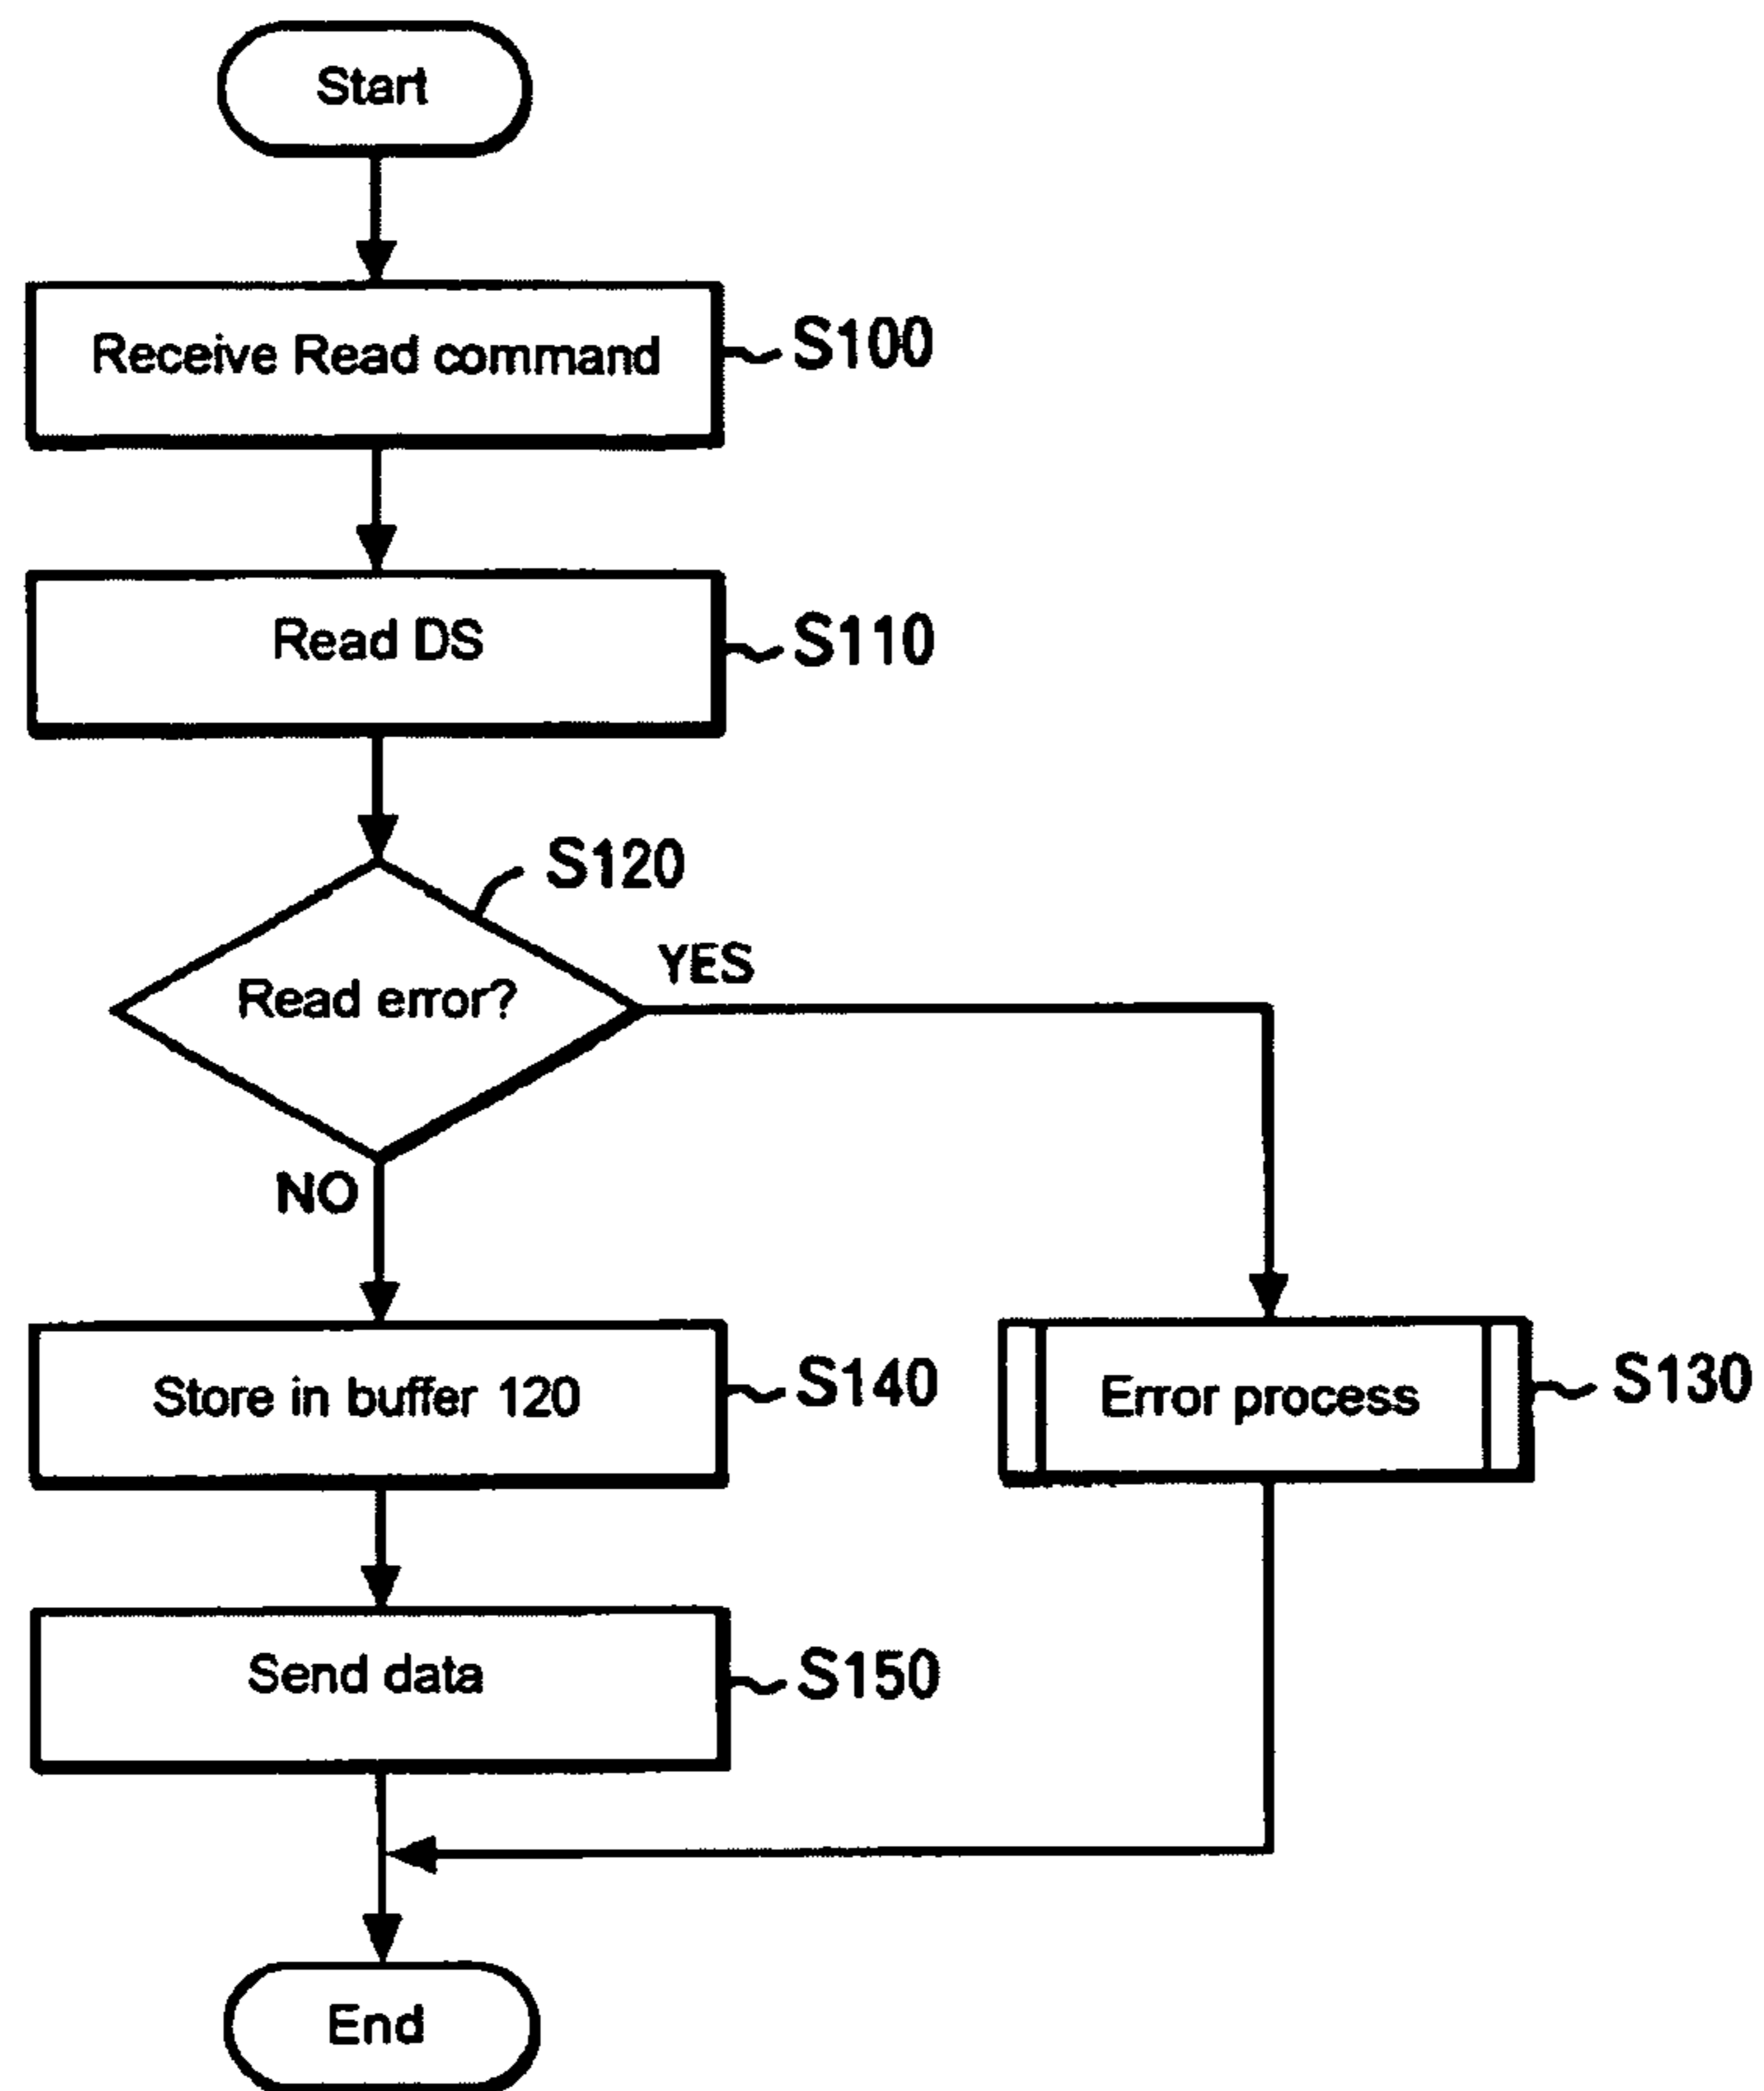 Start
Receive Read command
S100
Read DS
S110
S120
Read error?
YES
NO
Store in buffer 120
S140
Error process
S130
Send data
S150
End